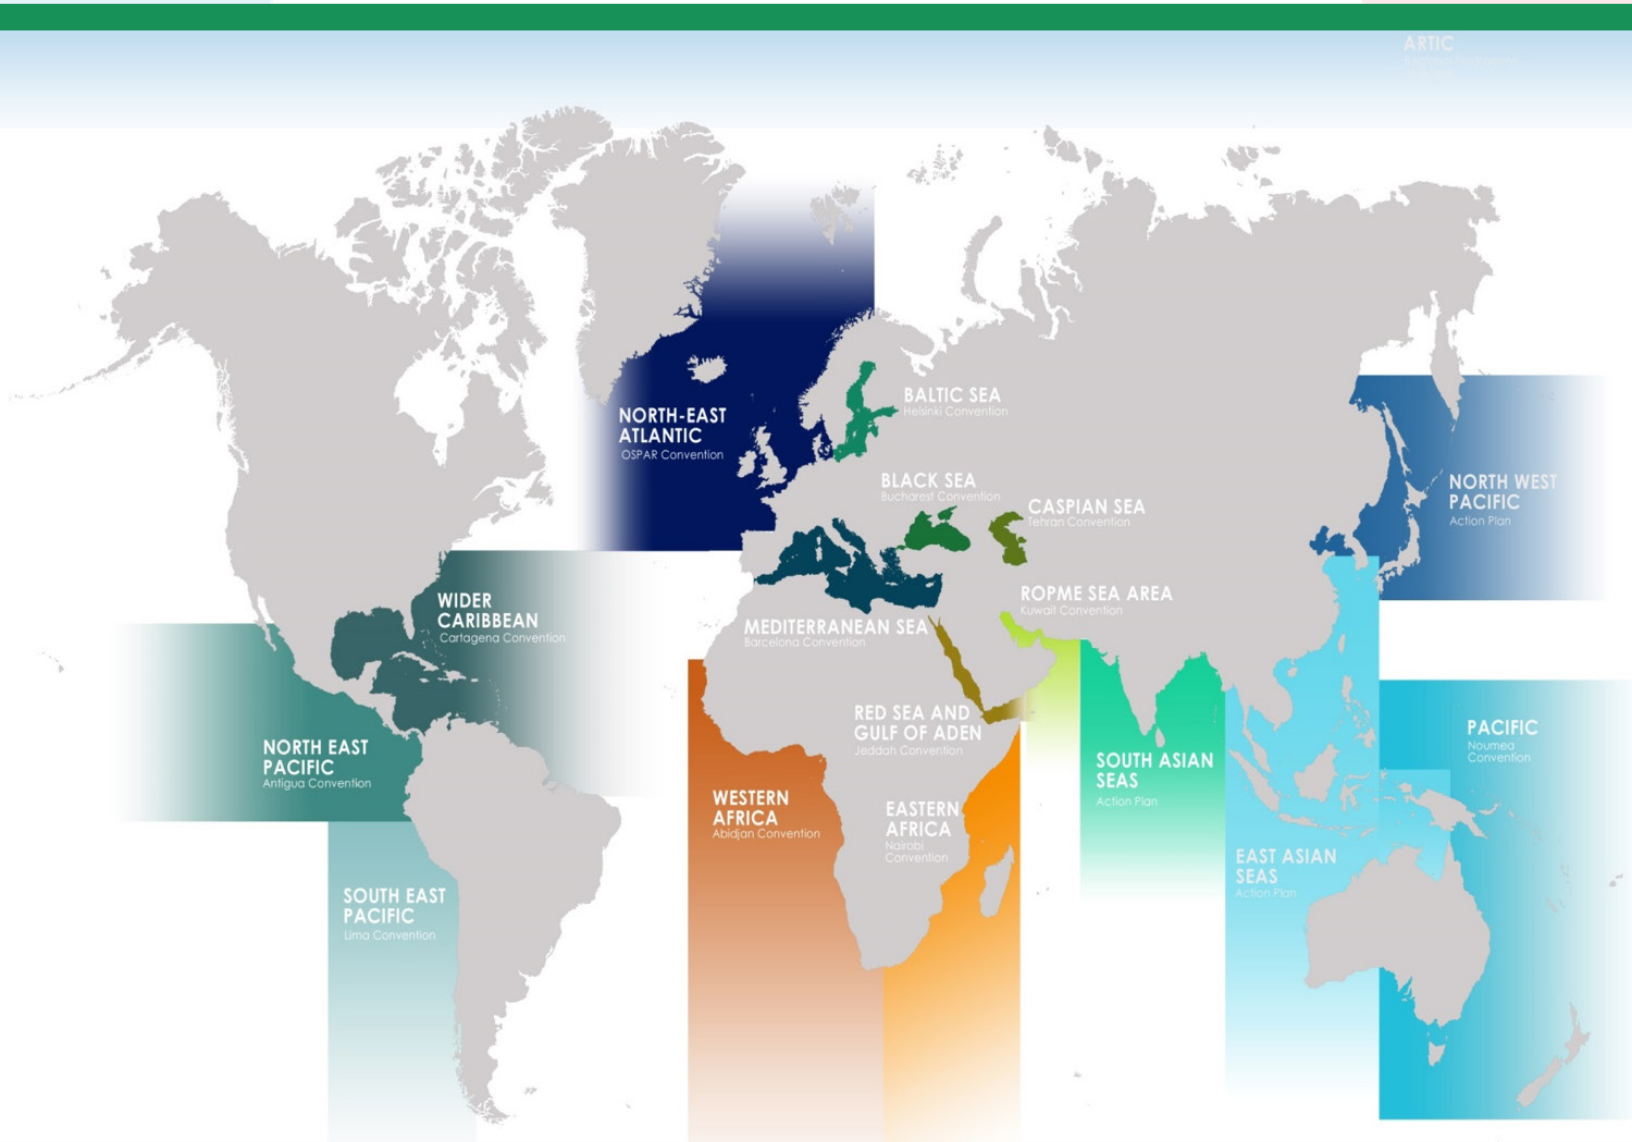 ARTIC
NORTH-EAST
ATLANTIC
OSPAR Convention
BALTIC SEA
Helsinki Convention
BLACK SEA
Bucharest Convention
CASPIAN SEA
Tehran Convention
NORTH WEST
PACIFIC
Action Plan
WIDER
CARIBBEAN
Cartagena Convention
MEDITERRANEAN SEA
Barcelona Convention
ROPME SEA AREA
Kuwait Convention
RED SEA AND
GULF OF ADEN
Jeddah Convention
NORTH EAST
PACIFIC
Antigua Convention
SOUTH ASIAN
SEAS
Action Plan
PACIFIC
Noumea
Convention
WESTERN
AFRICA
Abidjan Convention
EASTERN
AFRICA
Nairobi
Convention
EAST ASIAN
SEAS
Action Plan
SOUTH EAST
PACIFIC
Lima Convention